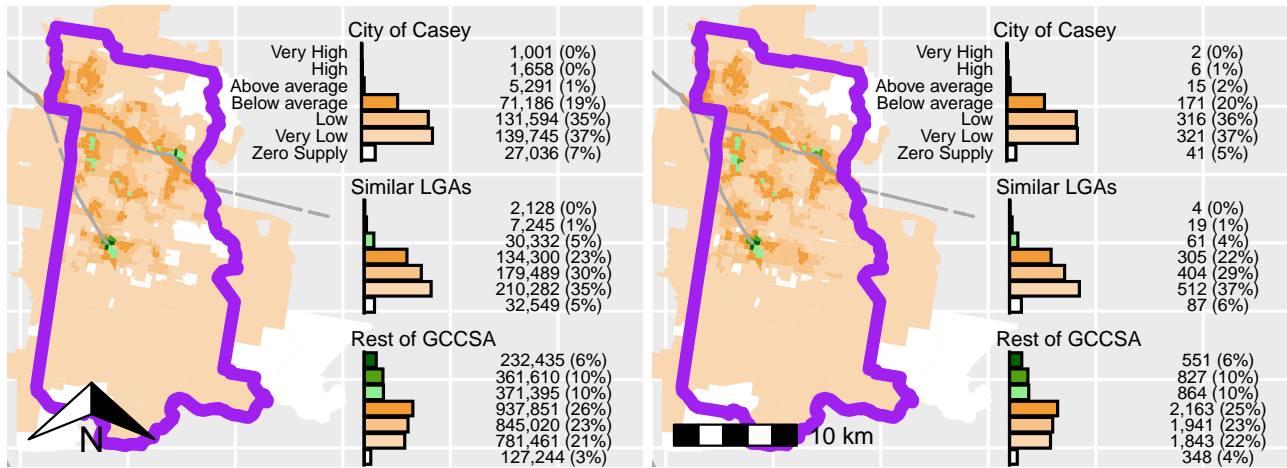 City of Casey
Very High 1,001 (0%)
High 1,658 (0%)
Above average 5,291 (1%)
Below average 71,186 (19%)
Low 131,594 (35%)
Very Low 139,745 (37%)
Zero Supply 27,036 (7%)
Similar LGAs
2,128 (0%)
7,245 (1%)
30,332 (5%)
134,300 (23%)
179,489 (30%)
210,282 (35%)
32,549 (5%)
Rest of GCCSA
232,435 (6%)
361,610 (10%)
371,395 (10%)
937,851 (26%)
845,020 (23%)
781,461 (21%)
127,244 (3%)
N
City of Casey
Very High 2 (0%)
High 6 (1%)
Above average 15 (2%)
Below average 171 (20%)
Low 316 (36%)
Very Low 321 (37%)
Zero Supply 41 (5%)
Similar LGAs
4 (0%)
19 (1%)
61 (4%)
305 (22%)
404 (29%)
512 (37%)
87 (6%)
Rest of GCCSA
551 (6%)
827 (10%)
864 (10%)
2,163 (25%)
1,941 (23%)
1,843 (22%)
348 (4%)
10 km